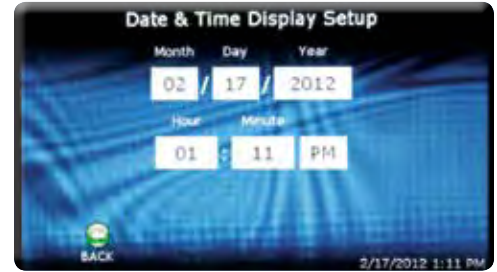 Date & Time Display Setup
Month Day Year
02 / 17 / 2012
Hour Minute
01 : 11 PM
BACK
2/17/2012 1:11 PM